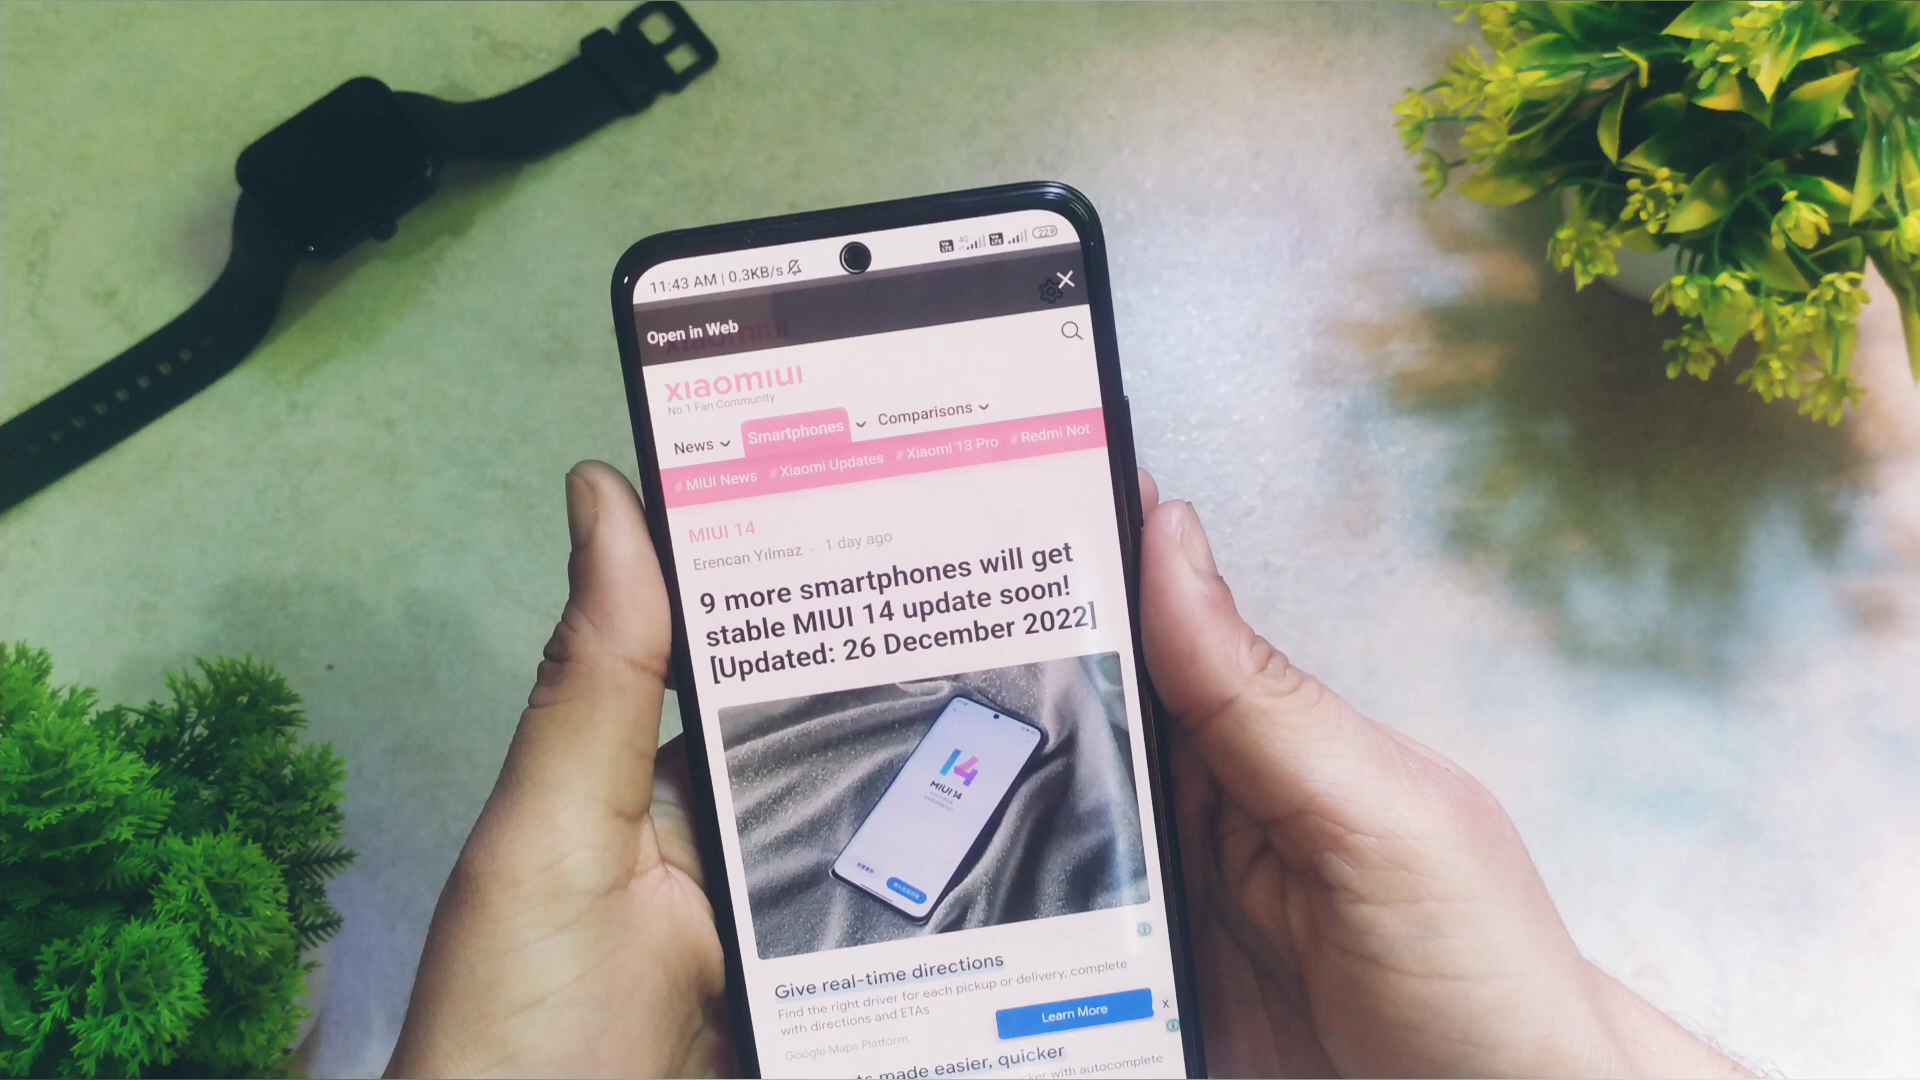 11:43 AM | 0.3KB/s
4G
22
Open in Web
xiaomiui
No.1 Fan Community
News
Smartphones
Comparisons
# MIUI News # Xiaomi Updates # Xiaomi 13 Pro # Redmi Not
MIUI 14
Erencan Yılmaz · 1 day ago
9 more smartphones will get
stable MIUI 14 update soon!
[Updated: 26 December 2022]
14
MIUI 14
Give real-time directions
Find the right driver for each pickup or delivery, complete
with directions and ETAs
Learn More
X
Google Maps Platform
made easier, quicker
with autocomplete